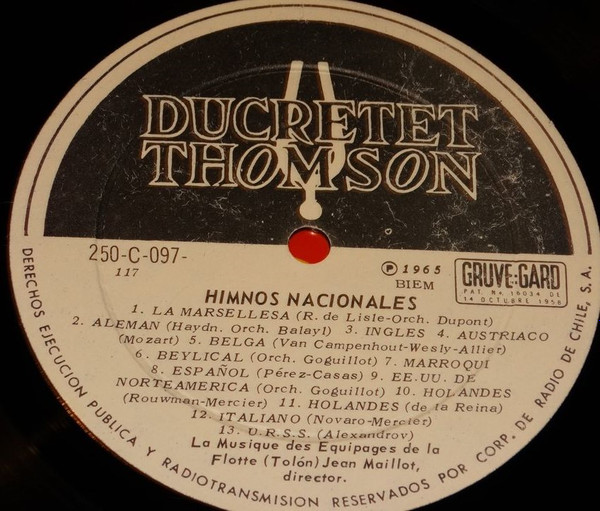 DUCRETET
THOMSON
250-C-097-
117
Ⓟ 1965
BIEM
GRUVE-GARD
PAT. Na. 16034 DE
14 OCTUBRE 1958
HIMNOS NACIONALES
1. LA MARSELLESA (R. de Lisle-Orch. Dupont)
2. ALEMAN (Haydn. Orch. Balayl) 3. INGLES 4. AUSTRIACO
(Mozart) 5. BELGA (Van Campenhout-Wesly-Allier)
6. BEYLICAL (Orch. Goguillot) 7. MARROQUI
8. ESPAÑOL (Pérez-Casas) 9. EE.UU. DE
NORTEAMERICA (Orch. Goguillot) 10. HOLANDES
(Rouwman-Mercier) 11. HOLANDES (de la Reina)
12. ITALIANO (Novaro-Mercier)
13. U.R.S.S. (Alexandrov)
La Musique des Equipages de la
Flotte (Tolón) Jean Maillot,
director.
DERECHOS EJECUCION PUBLICA Y RADIOTRANSMISION RESERVADOS POR CORP. DE RADIO DE CHILE, S.A.